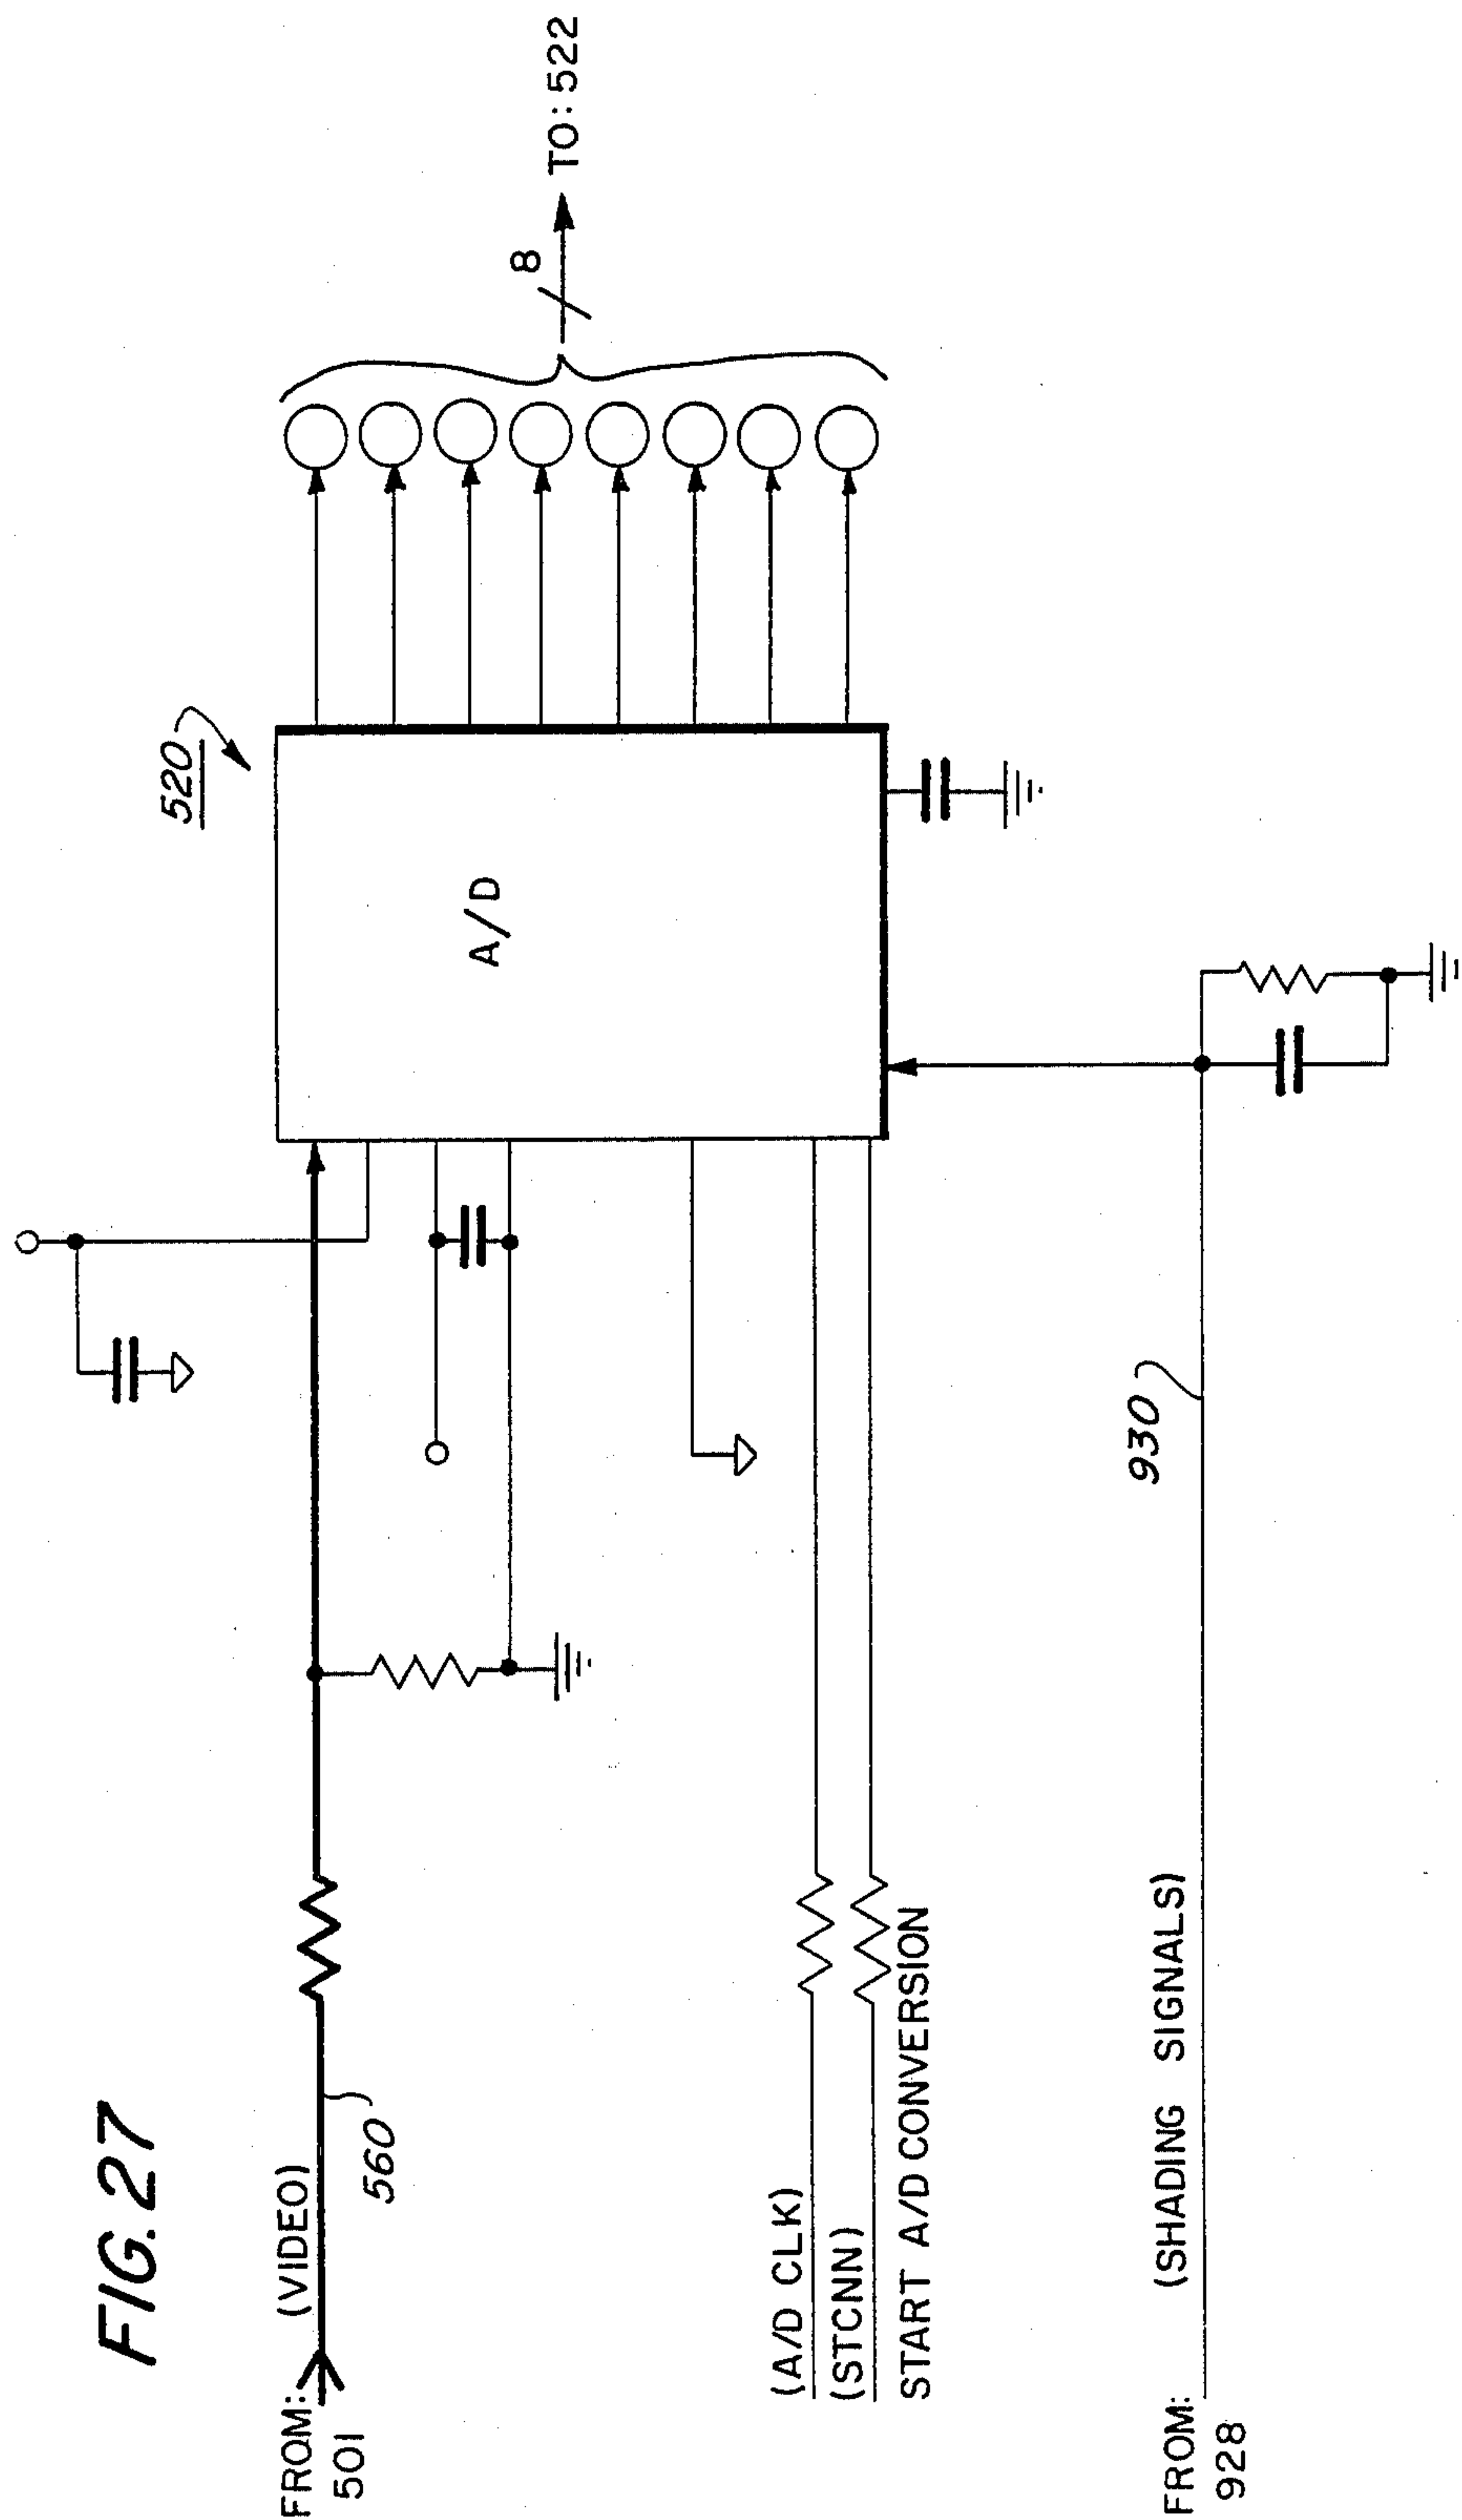 FIG. 27
520
FROM:
501
(VIDEO)
560
A/D
8
TO: 522
(A/D CLK)
(STCNN)
START A/D CONVERSION
930
FROM:
928
(SHADING SIGNALS)